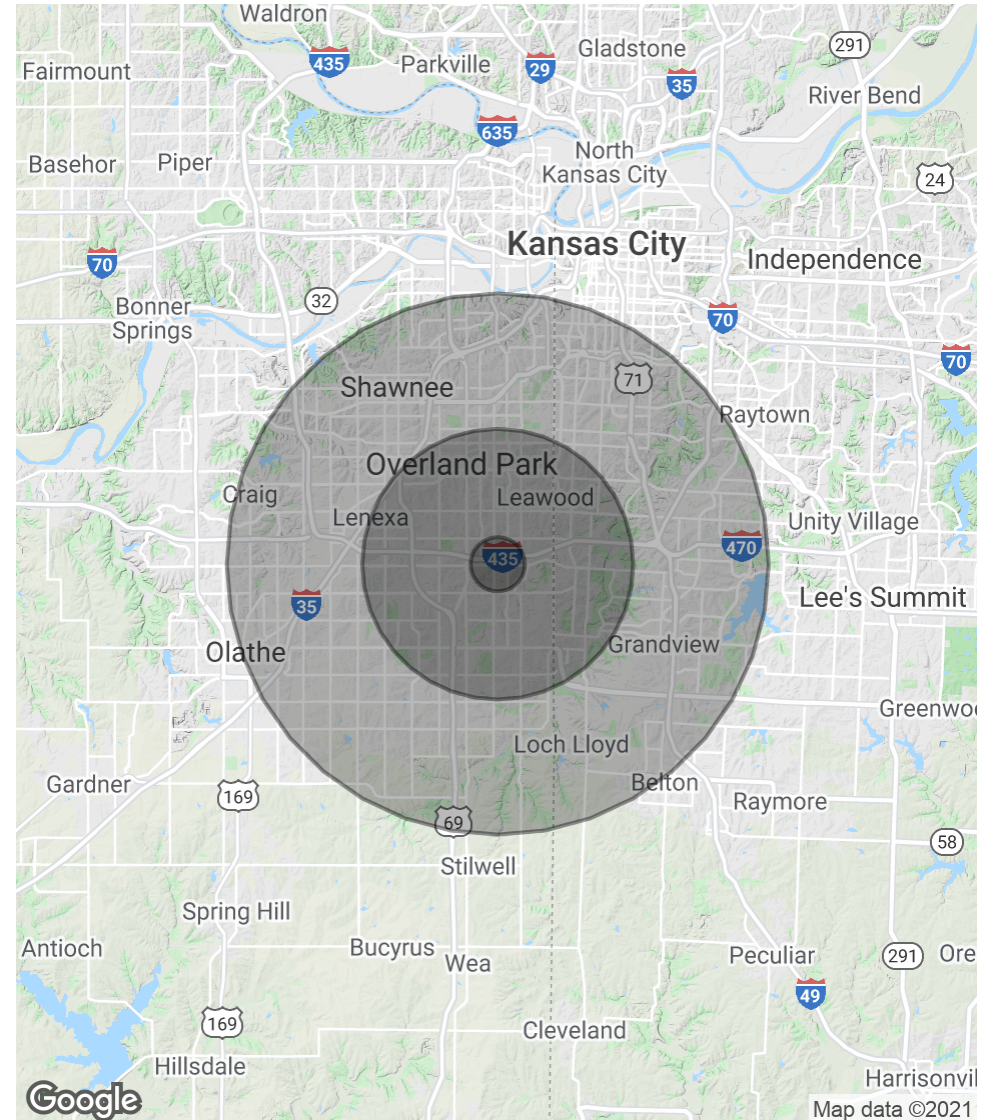 Waldron
435
Parkville
29
Gladstone
35
291
Fairmount
River Bend
635
Basehor
Piper
North
Kansas City
24
Kansas City
70
Independence
Bonner
Springs
32
70
70
Shawnee
71
Raytown
Overland Park
Craig
Leawood
Lenexa
Unity Village
435
470
35
Lee's Summit
Olathe
Grandview
Greenwoo
Loch Lloyd
Gardner
169
Belton
Raymore
69
58
Stilwell
Spring Hill
Antioch
Bucyrus
Wea
Peculiar
291
Ore
49
169
Cleveland
Hillsdale
Harrisonvil
Google
Map data ©2021